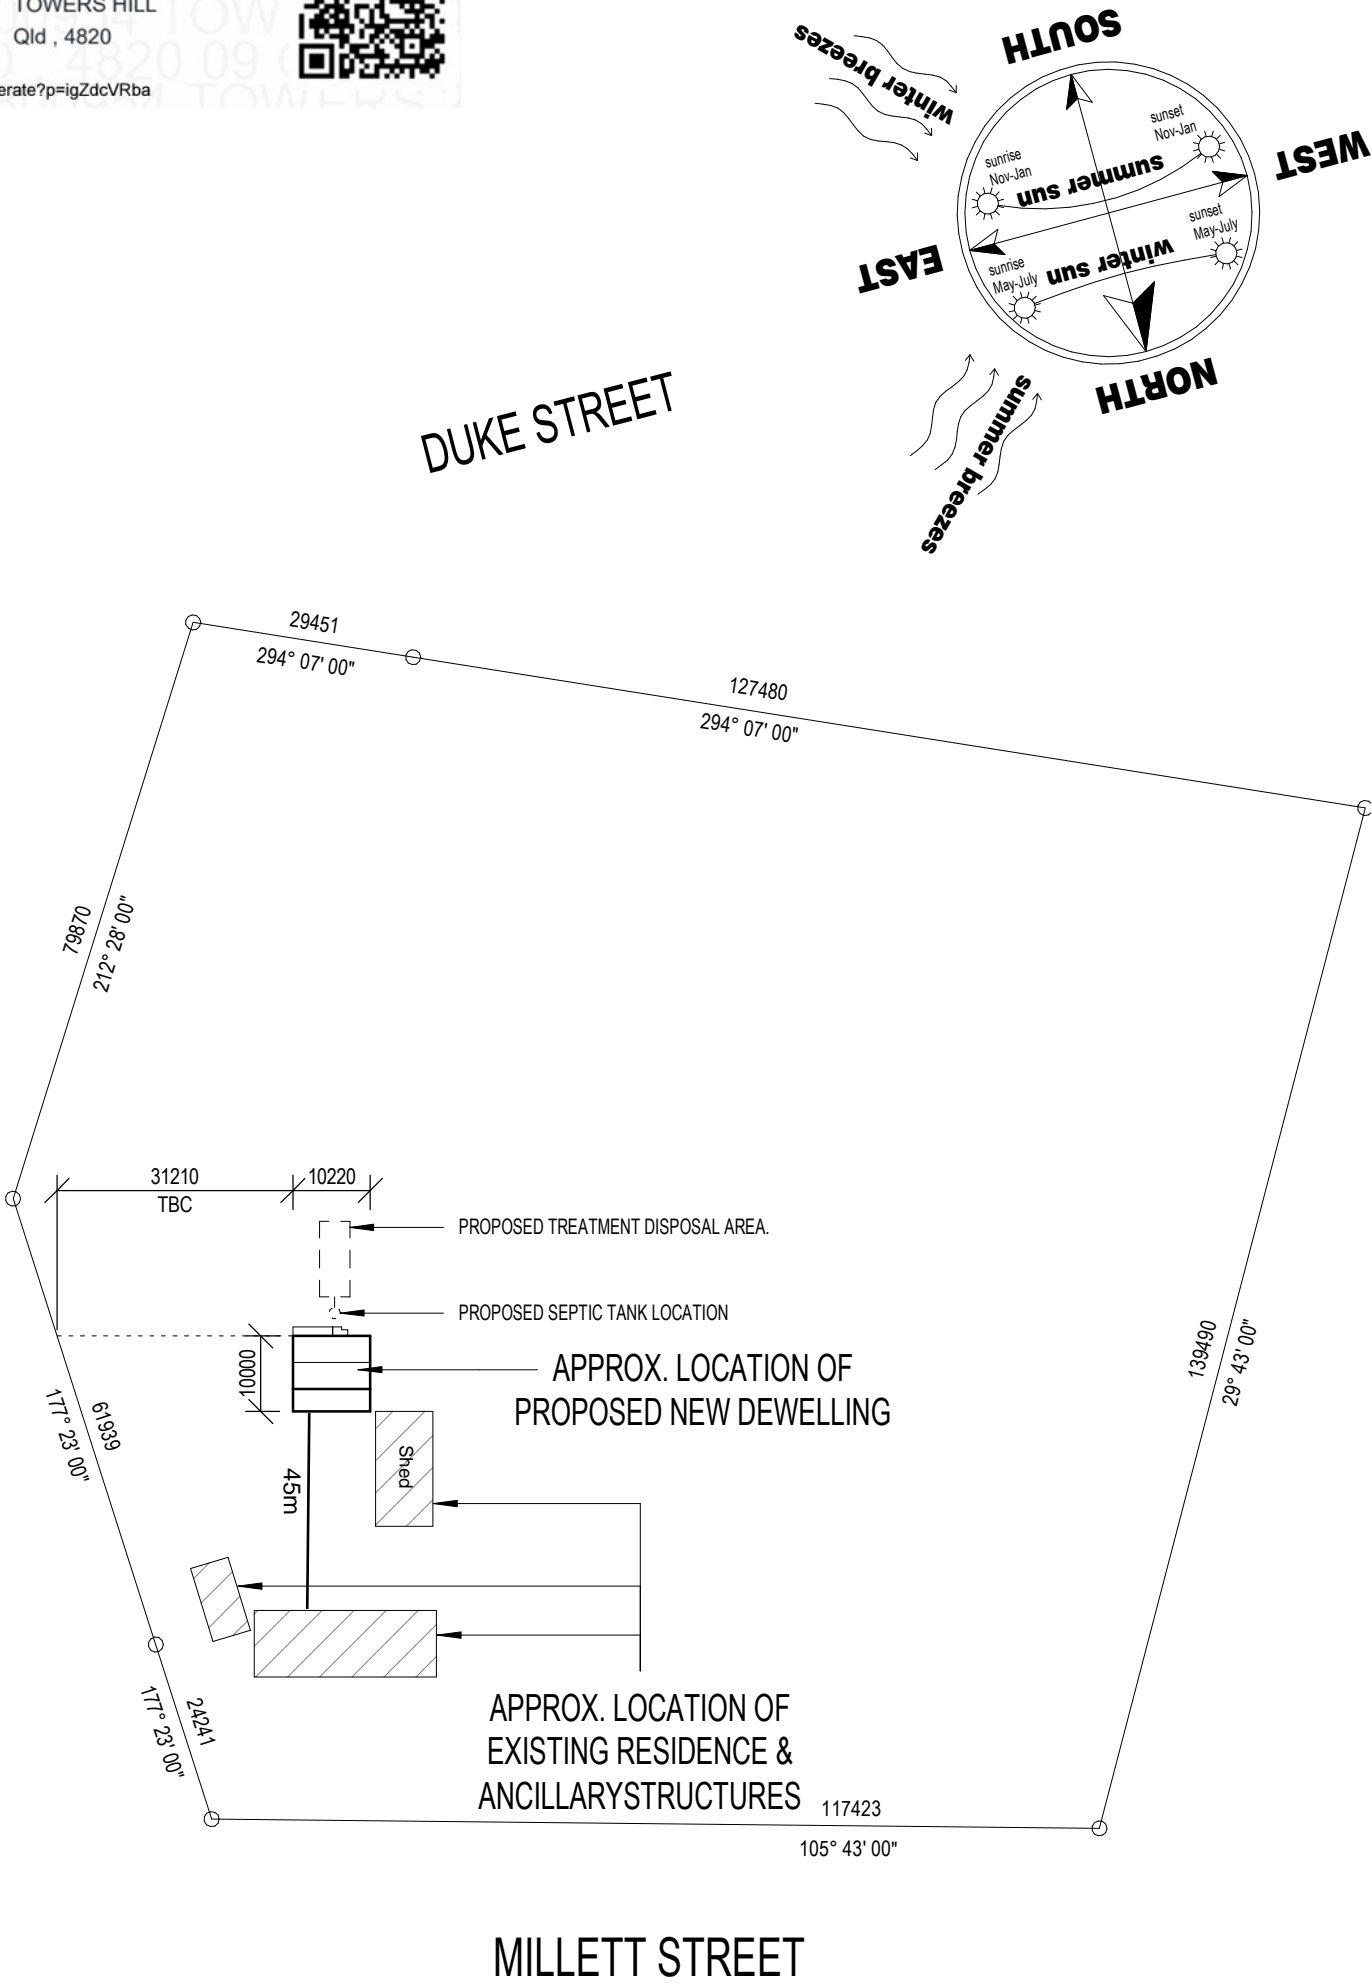 TOWERS HILL
Qld , 4820
erate?p=igZdcVRba
SOUTH
winter breezes
sunset
Nov-Jan
WEST
sunrise
Nov-Jan
summer sun
sunset
May-July
EAST
sunrise
May-July
winter sun
NORTH
summer breezes
DUKE STREET
29451
294° 07' 00"
127480
294° 07' 00"
79870
212° 28' 00"
31210
TBC
10220
PROPOSED TREATMENT DISPOSAL AREA.
PROPOSED SEPTIC TANK LOCATION
10000
APPROX. LOCATION OF
PROPOSED NEW DEWELLING
139490
29° 43' 00"
61939
177° 23' 00"
Shed
45m
24241
177° 23' 00"
APPROX. LOCATION OF
EXISTING RESIDENCE &
ANCILLARYSTRUCTURES
117423
105° 43' 00"
MILLETT STREET